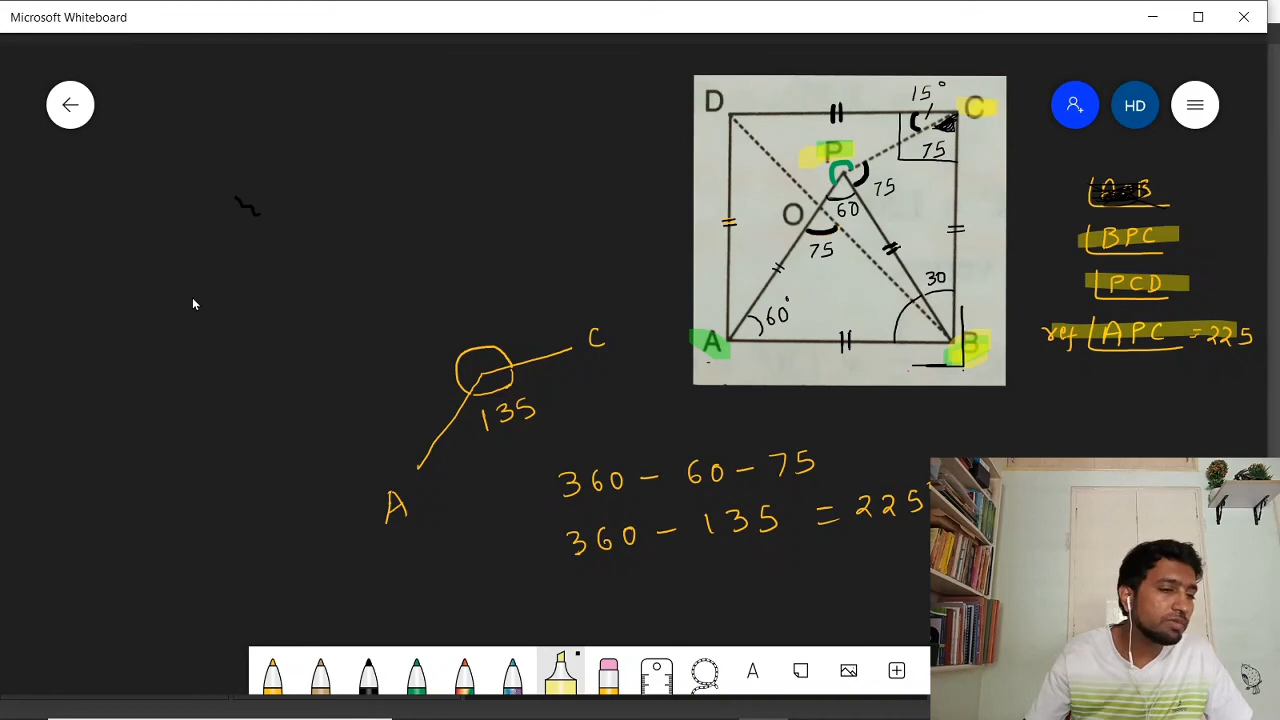 Microsoft Whiteboard
HD
D
15°
C
P
75
75
60
O
75
30
60°
A
B
BPC
PCD
ref APC = 225
C
135
A
360 - 60 - 75
360 - 135 = 225
A